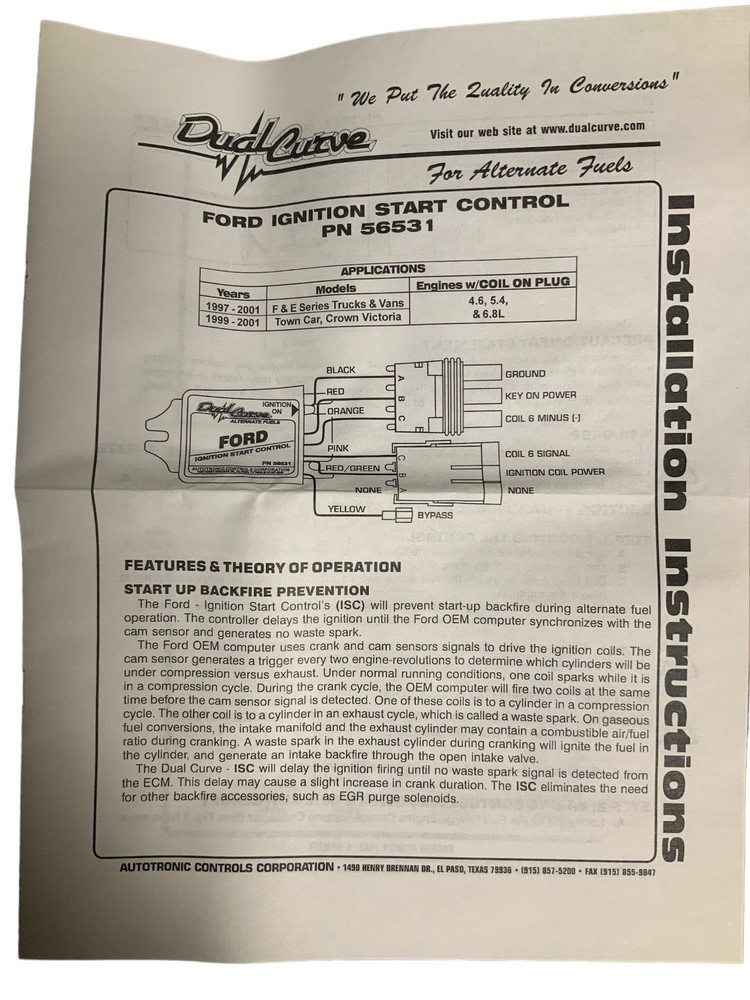 "We Put The Quality In Conversions"
Dual Curve
Visit our web site at www.dualcurve.com
For Alternate Fuels
Installation Instructions
FORD IGNITION START CONTROL
PN 56531
APPLICATIONS
Years Models Engines w/COIL ON PLUG
1997 - 2001 F & E Series Trucks & Vans 4.6, 5.4,
1999 - 2001 Town Car, Crown Victoria & 6.8L
BLACK
RED
ORANGE
PINK
RED/GREEN
NONE
YELLOW
BYPASS
A
B
C
C
B
A
GROUND
KEY ON POWER
COIL 6 MINUS (-)
COIL 6 SIGNAL
IGNITION COIL POWER
NONE
Dual Curve
ALTERNATE FUELS
IGNITION
ON
FORD
IGNITION START CONTROL
PN 56531
AUTOTRONIC CONTROLS CORPORATION
FEATURES & THEORY OF OPERATION
START UP BACKFIRE PREVENTION
The Ford - Ignition Start Control's (ISC) will prevent start-up backfire during alternate fuel
operation. The controller delays the ignition until the Ford OEM computer synchronizes with the
cam sensor and generates no waste spark.
The Ford OEM computer uses crank and cam sensors signals to drive the ignition coils. The
cam sensor generates a trigger every two engine-revolutions to determine which cylinders will be
under compression versus exhaust. Under normal running conditions, one coil sparks while it is
in a compression cycle. During the crank cycle, the OEM computer will fire two coils at the same
time before the cam sensor signal is detected. One of these coils is to a cylinder in a compression
cycle. The other coil is to a cylinder in an exhaust cycle, which is called a waste spark. On gaseous
fuel conversions, the intake manifold and the exhaust cylinder may contain a combustible air/fuel
ratio during cranking. A waste spark in the exhaust cylinder during cranking will ignite the fuel in
the cylinder, and generate an intake backfire through the open intake valve.
The Dual Curve - ISC will delay the ignition firing until no waste spark signal is detected from
the ECM. This delay may cause a slight increase in crank duration. The ISC eliminates the need
for other backfire accessories, such as EGR purge solenoids.
AUTOTRONIC CONTROLS CORPORATION • 1490 HENRY BRENNAN DR., EL PASO, TEXAS 79936 • (915) 857-5200 • FAX (915) 855-9847